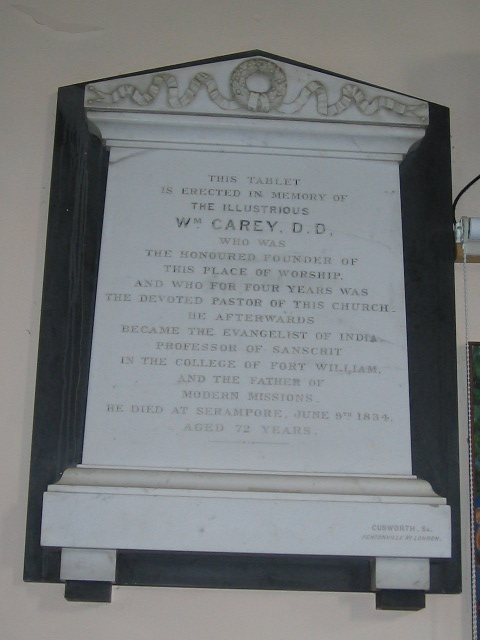 THIS TABLET
IS ERECTED IN MEMORY OF
THE ILLUSTRIOUS
WM CAREY, D.D.
WHO WAS
THE HONOURED FOUNDER OF
THIS PLACE OF WORSHIP,
AND WHO FOR FOUR YEARS WAS
THE DEVOTED PASTOR OF THIS CHURCH.
HE AFTERWARDS
BECAME THE EVANGELIST OF INDIA,
PROFESSOR OF SANSCRIT
IN THE COLLEGE OF FORT WILLIAM,
AND THE FATHER OF
MODERN MISSIONS.
HE DIED AT SERAMPORE, JUNE 9TH 1834,
AGED 72 YEARS.
CUSWORTH, Sc.
PENTONVILLE RD LONDON.